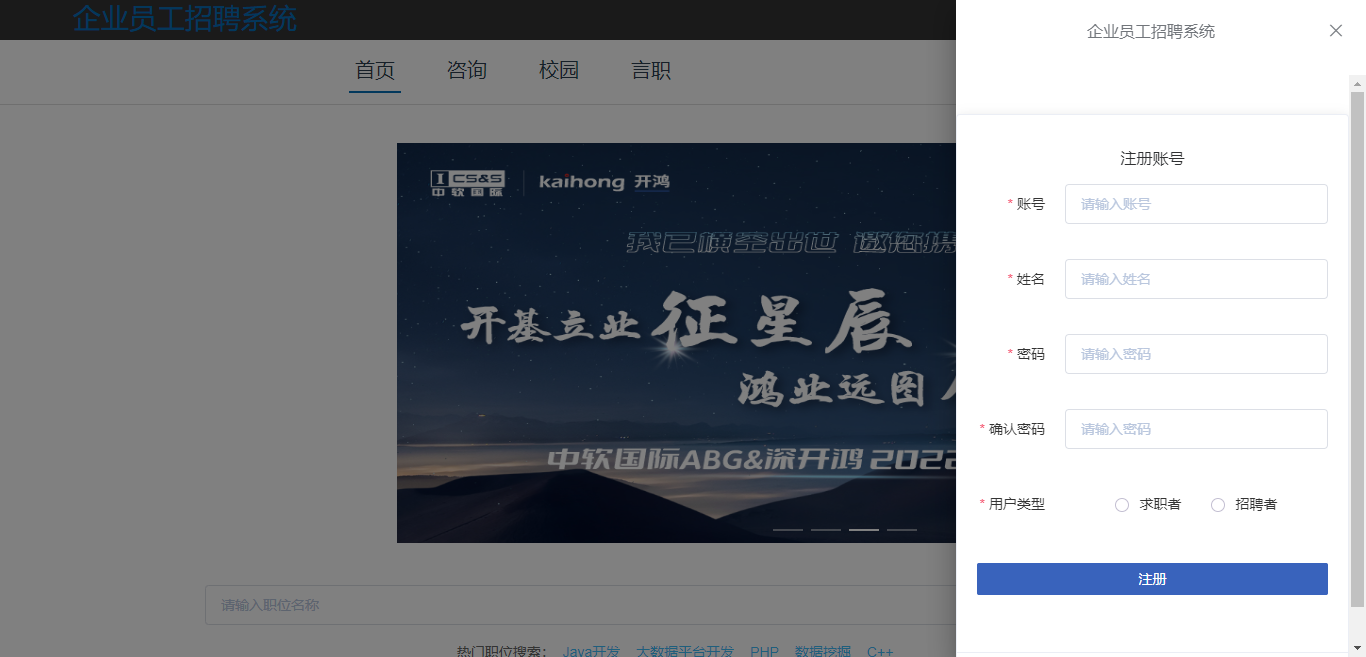 企业员工招聘系统
首页 咨询 校园 言职
CS&S 中软国际 kaihong 开鸿
我已横空出世 邀您携
开基立业 征星辰
鸿业远图
中软国际ABG&深开鸿 2022
请输入职位名称
热门职位搜索： Java开发 大数据平台开发 PHP 数据挖掘 C++
企业员工招聘系统
注册账号
* 账号 请输入账号
* 姓名 请输入姓名
* 密码 请输入密码
* 确认密码 请输入密码
* 用户类型 求职者 招聘者
注册